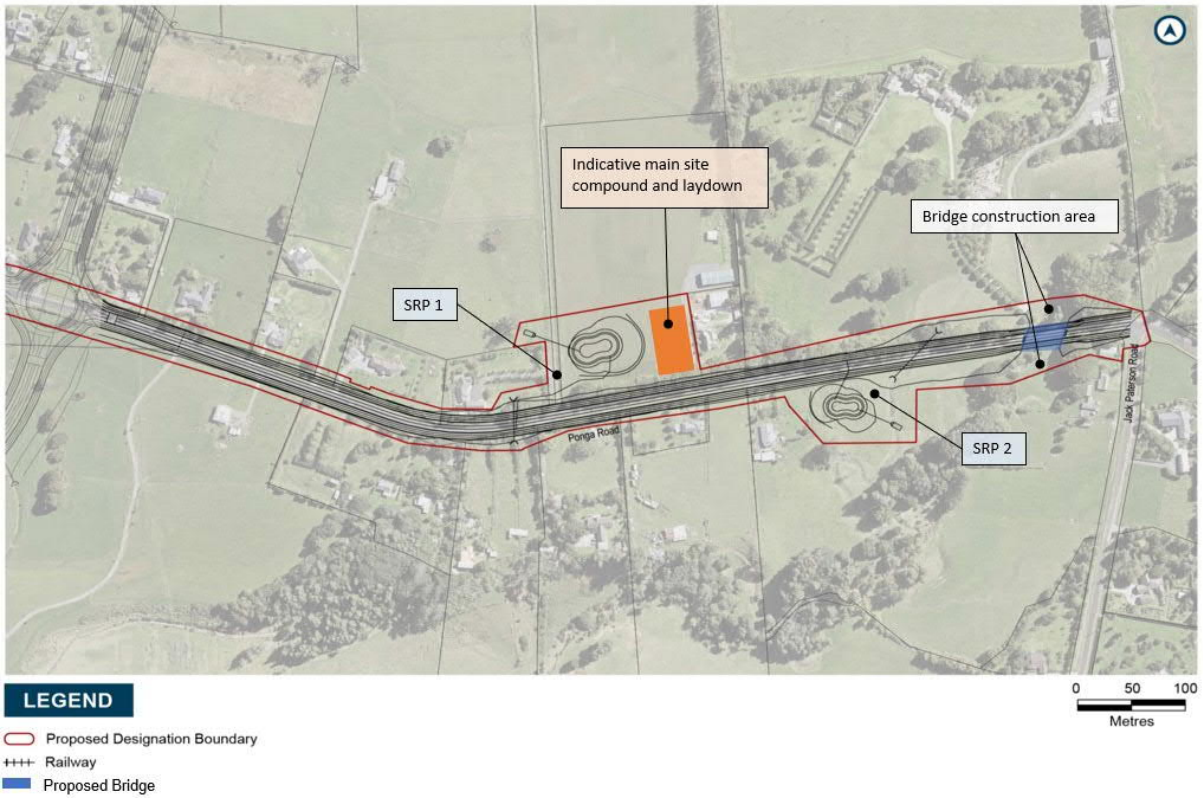 Indicative main site
compound and laydown
Bridge construction area
SRP 1
Jack Paterson Road
Ponga Road
SRP 2
LEGEND
0 50 100
Metres
Proposed Designation Boundary
Railway
Proposed Bridge